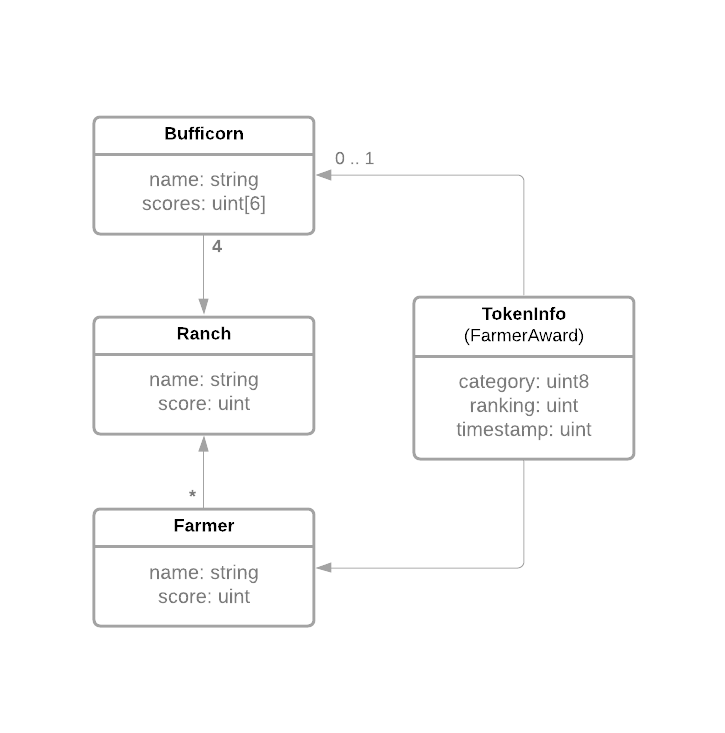 Bufficorn
name: string
scores: uint[6]
0 .. 1
4
Ranch
name: string
score: uint
TokenInfo
(FarmerAward)
category: uint8
ranking: uint
timestamp: uint
*
Farmer
name: string
score: uint